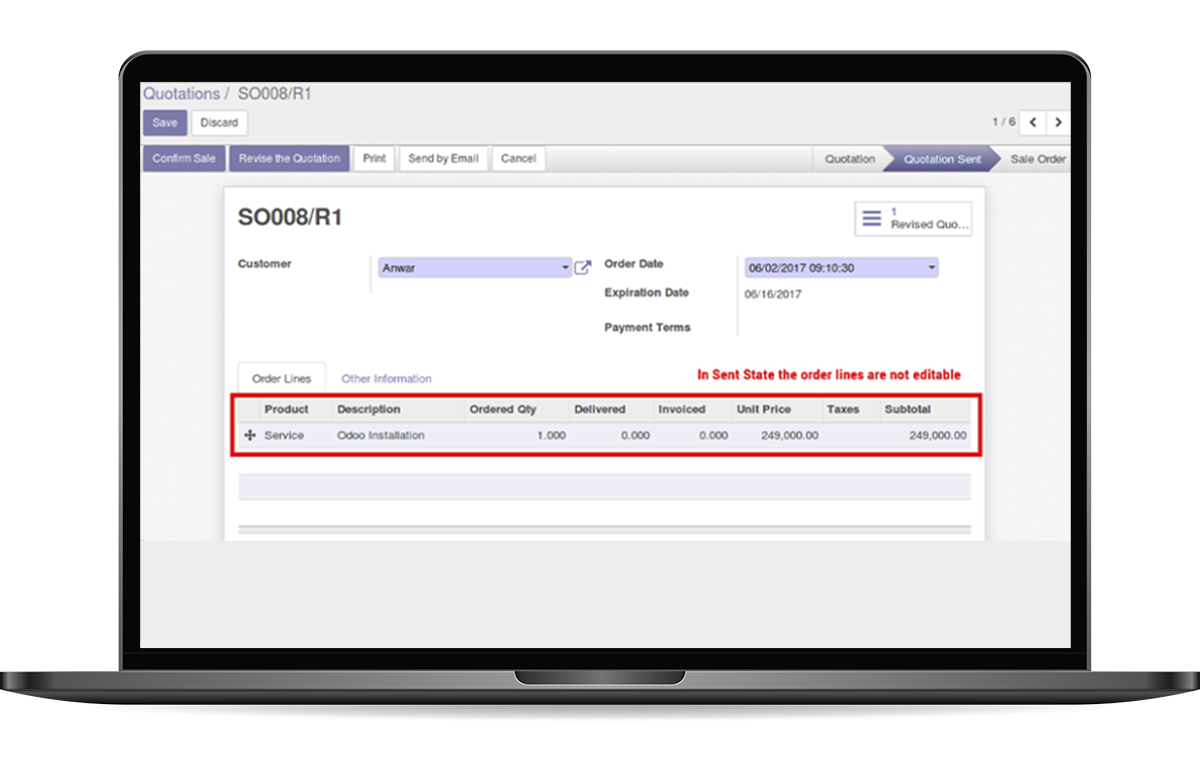 Quotations / SO008/R1
Save Discard 1 / 6
Confirm Sale Revise the Quotation Print Send by Email Cancel Quotation Quotation Sent Sale Order
SO008/R1
1
Revised Quo...
Customer Anwar Order Date 06/02/2017 09:10:30
Expiration Date 06/16/2017
Payment Terms
Order Lines Other Information In Sent State the order lines are not editable
Product Description Ordered Qty Delivered Invoiced Unit Price Taxes Subtotal
Service Odoo Installation 1.000 0.000 0.000 249,000.00 249,000.00